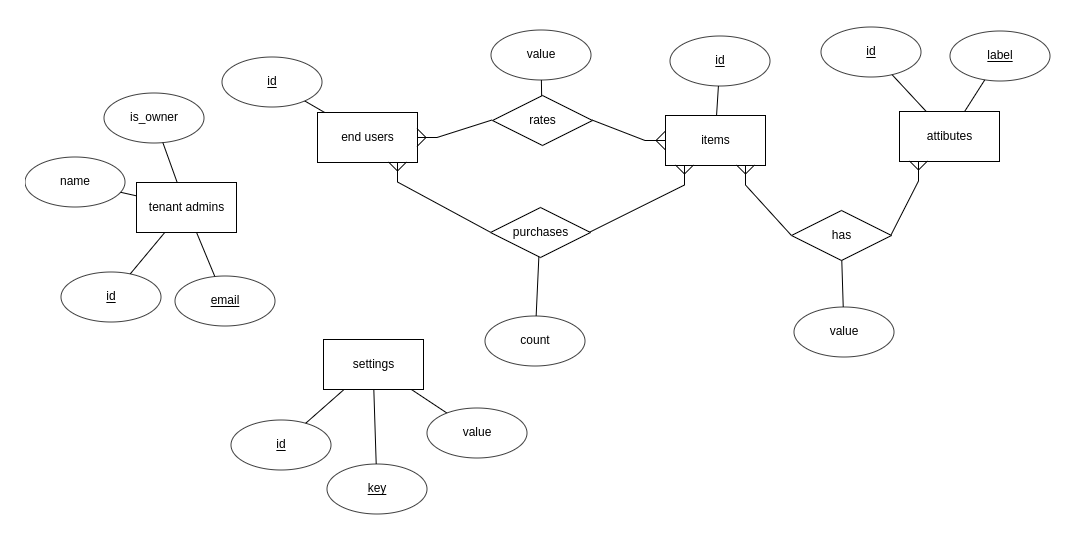 value
id
id
label
id
is_owner
rates
end users
items
attibutes
name
tenant admins
purchases
has
id
email
count
value
settings
id
value
key